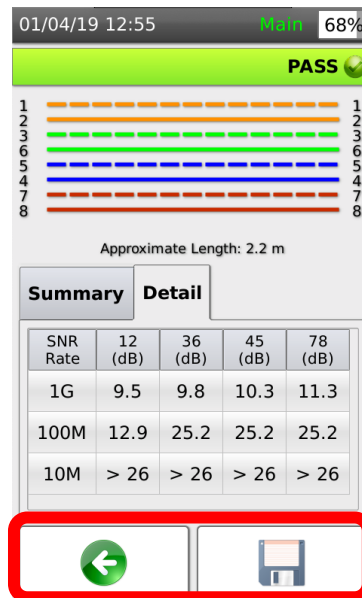 01/04/19 12:55 Main 68%
PASS
1 1
2 2
3 3
6 6
5 5
4 4
7 7
8 8
Approximate Length: 2.2 m
Summary Detail
SNR Rate 12 (dB) 36 (dB) 45 (dB) 78 (dB)
1G 9.5 9.8 10.3 11.3
100M 12.9 25.2 25.2 25.2
10M > 26 > 26 > 26 > 26